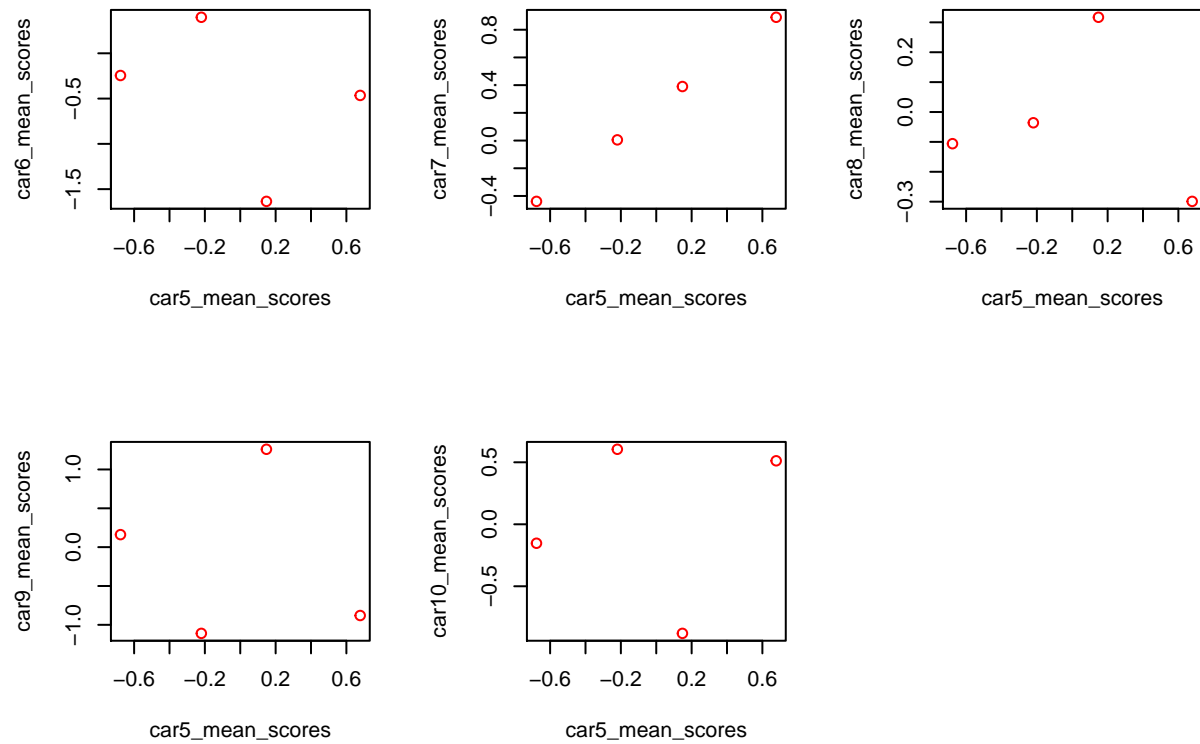 car6_mean_scores
−0.5
−1.5
−0.6 −0.2 0.2 0.6
car5_mean_scores
car7_mean_scores
0.8
0.4
0.0
−0.4
−0.6 −0.2 0.2 0.6
car5_mean_scores
car8_mean_scores
0.2
0.0
−0.3
−0.6 −0.2 0.2 0.6
car5_mean_scores
car9_mean_scores
1.0
0.0
−1.0
−0.6 −0.2 0.2 0.6
car5_mean_scores
car10_mean_scores
0.5
0.0
−0.5
−0.6 −0.2 0.2 0.6
car5_mean_scores